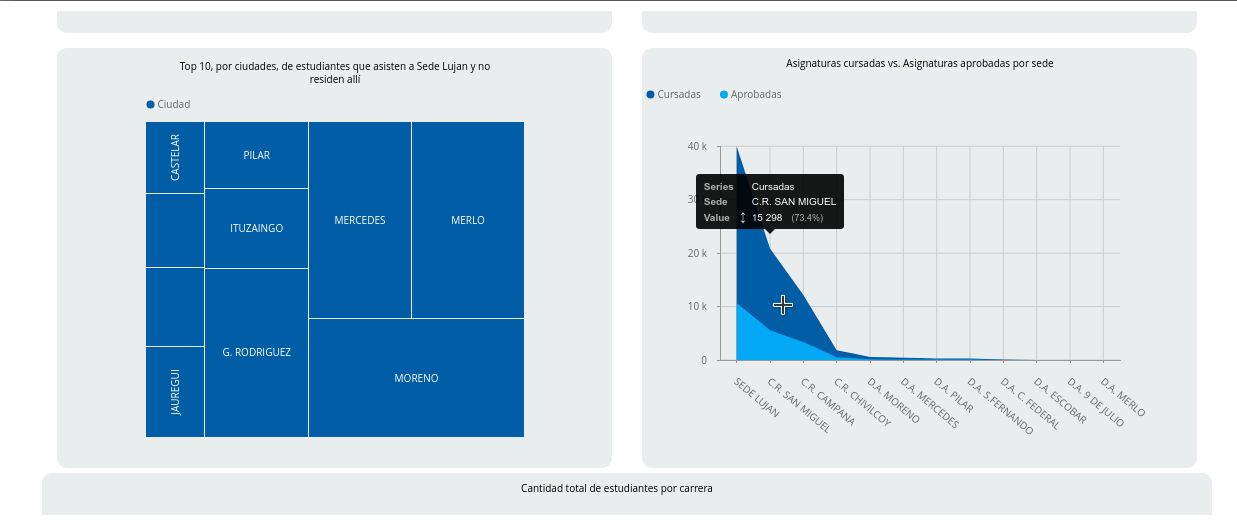 Top 10, por ciudades, de estudiantes que asisten a Sede Lujan y no
residen allí
Ciudad
CASTELAR
PILAR
ITUZAINGO
G. RODRIGUEZ
JAUREGUI
MERCEDES
MERLO
MORENO
Asignaturas cursadas vs. Asignaturas aprobadas por sede
Cursadas
Aprobadas
40 k
30
20 k
10 k
0
Series Cursadas
Sede C.R. SAN MIGUEL
Value 15 298 (73.4%)
SEDE LUJAN
C.R. SAN MIGUEL
C.R. CAMPANA
C.R. CHIVILCOY
D.A. MORENO
D.A. MERCEDES
D.A. PILAR
D.A. S.FERNANDO
D.A. C. FEDERAL
D.A. ESCOBAR
D.A. 9 DE JULIO
D.A. MERLO
Cantidad total de estudiantes por carrera